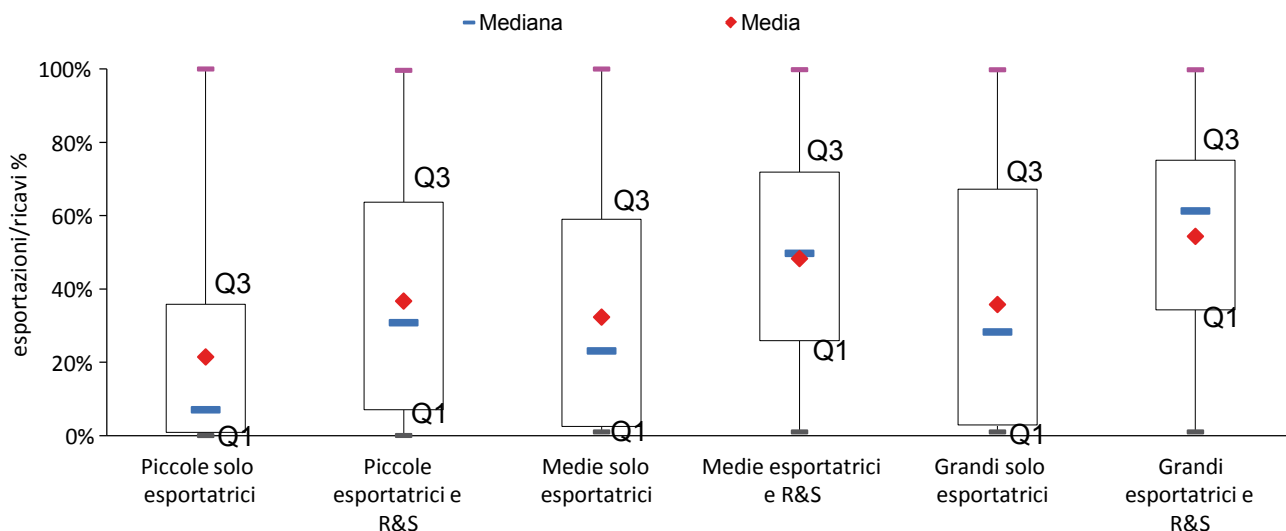 Mediana Media
esportazioni/ricavi %
100%
80%
60%
40%
20%
0%
Q3
Q1
Q3
Q1
Q3
Q1
Q3
Q1
Q3
Q1
Q3
Q1
Piccole solo
esportatrici
Piccole
esportatrici e
R&S
Medie solo
esportatrici
Medie esportatrici
e R&S
Grandi solo
esportatrici
Grandi
esportatrici e
R&S